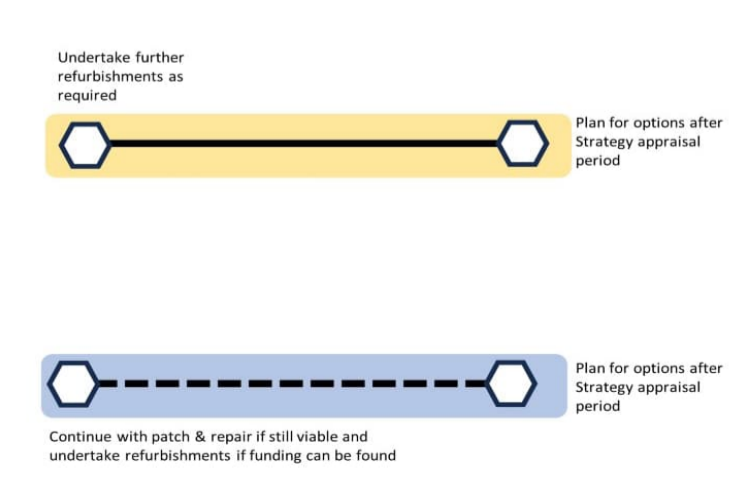 Undertake further
refurbishments as
required
Plan for options after
Strategy appraisal
period
Plan for options after
Strategy appraisal
period
Continue with patch & repair if still viable and
undertake refurbishments if funding can be found